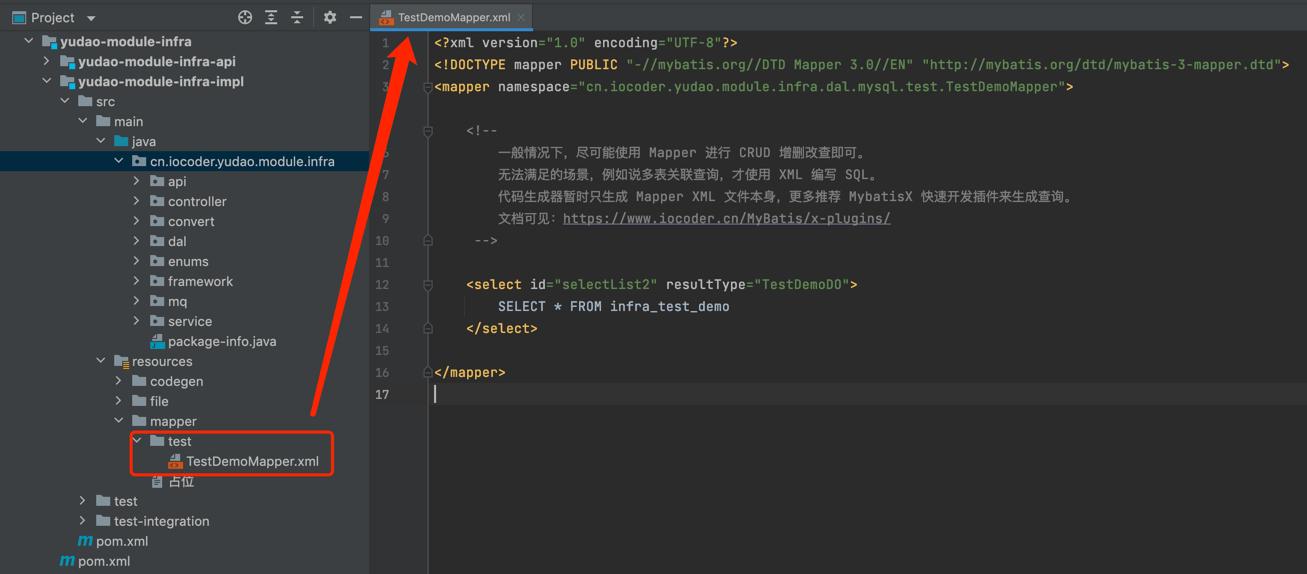 Project
yudao-module-infra
yudao-module-infra-api
yudao-module-infra-impl
src
main
java
cn.iocoder.yudao.module.infra
api
controller
convert
dal
enums
framework
mq
service
package-info.java
resources
codegen
file
mapper
test
TestDemoMapper.xml
占位
test
test-integration
pom.xml
pom.xml
TestDemoMapper.xml
1 <?xml version="1.0" encoding="UTF-8"?>
2 <!DOCTYPE mapper PUBLIC "-//mybatis.org//DTD Mapper 3.0//EN" "http://mybatis.org/dtd/mybatis-3-mapper.dtd">
3 <mapper namespace="cn.iocoder.yudao.module.infra.dal.mysql.test.TestDemoMapper">
<!--
6 一般情况下，尽可能使用 Mapper 进行 CRUD 增删改查即可。
7 无法满足的场景，例如说多表关联查询，才使用 XML 编写 SQL。
8 代码生成器暂时只生成 Mapper XML 文件本身，更多推荐 MybatisX 快速开发插件来生成查询。
9 文档可见：https://www.iocoder.cn/MyBatis/x-plugins/
10 -->
11
12 <select id="selectList2" resultType="TestDemoDO">
13 SELECT * FROM infra_test_demo
14 </select>
15
16 </mapper>
17